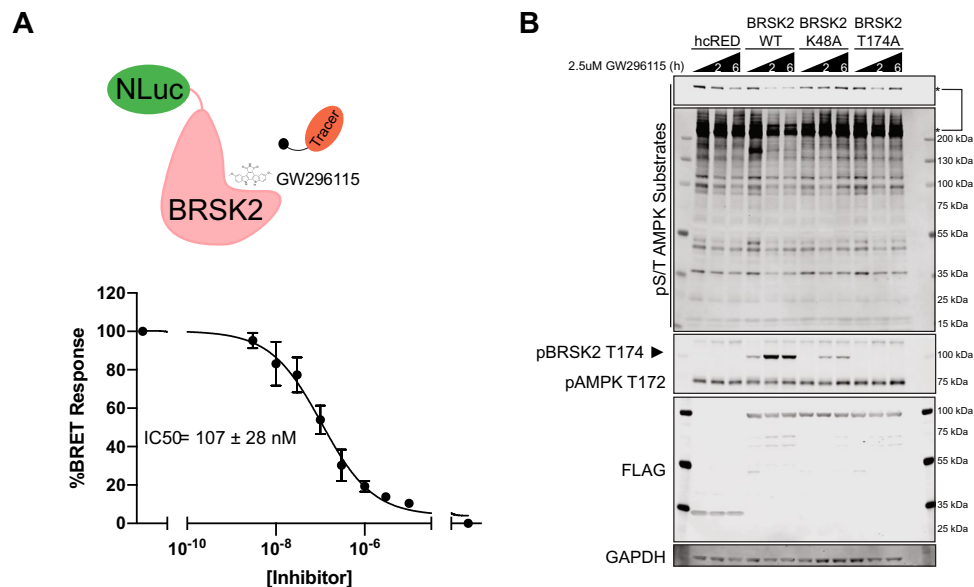 A
NLuc
Tracer
GW296115
BRSK2
%BRET Response
120
100
80
60
40
20
0
IC50= 107 ± 28 nM
10-10
10-8
10-6
[Inhibitor]
B
hcRED
BRSK2 WT
BRSK2 K48A
BRSK2 T174A
2.5uM GW296115 (h)
2 6 2 6 2 6 2 6
*
*
pS/T AMPK Substrates
200 kDa
130 kDa
100 kDa
75 kDa
55 kDa
35 kDa
25 kDa
15 kDa
pBRSK2 T174
100 kDa
pAMPK T172
75 kDa
FLAG
100 kDa
75 kDa
55 kDa
35 kDa
25 kDa
GAPDH